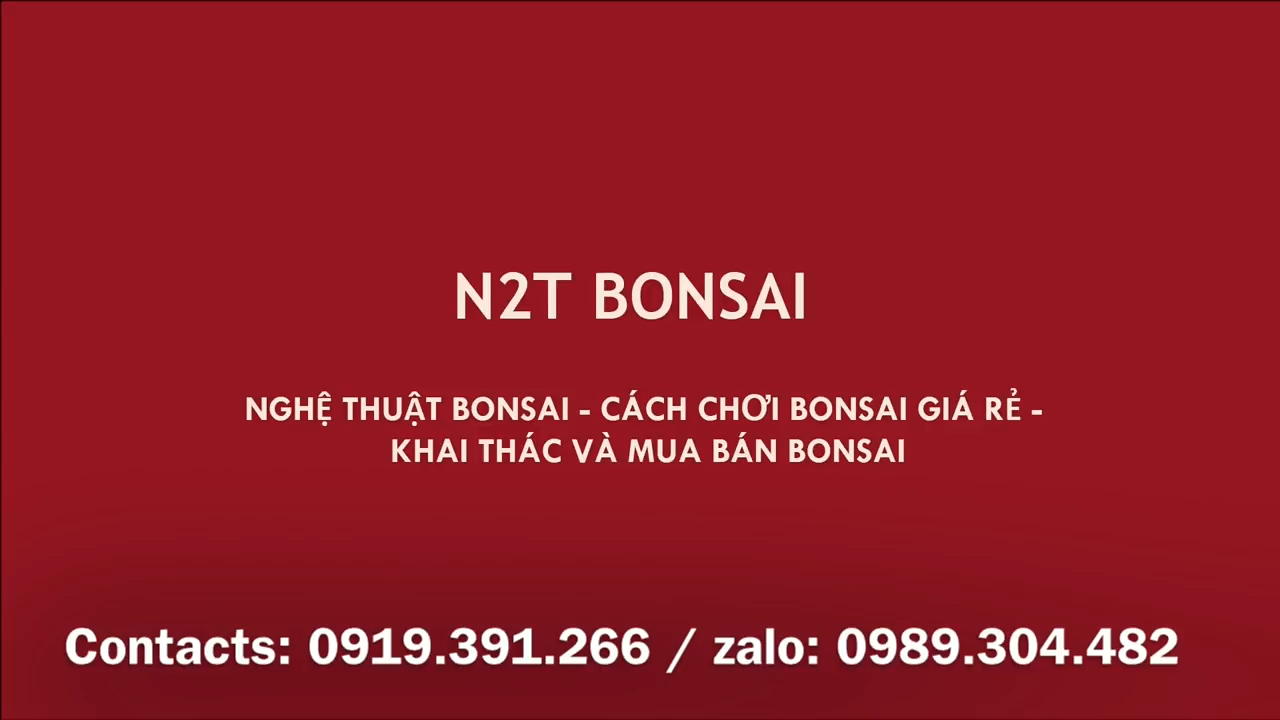 N2T BONSAI
NGHỆ THUẬT BONSAI - CÁCH CHƠI BONSAI GIÁ RẺ -
KHAI THÁC VÀ MUA BÁN BONSAI
Contacts: 0919.391.266 / zalo: 0989.304.482